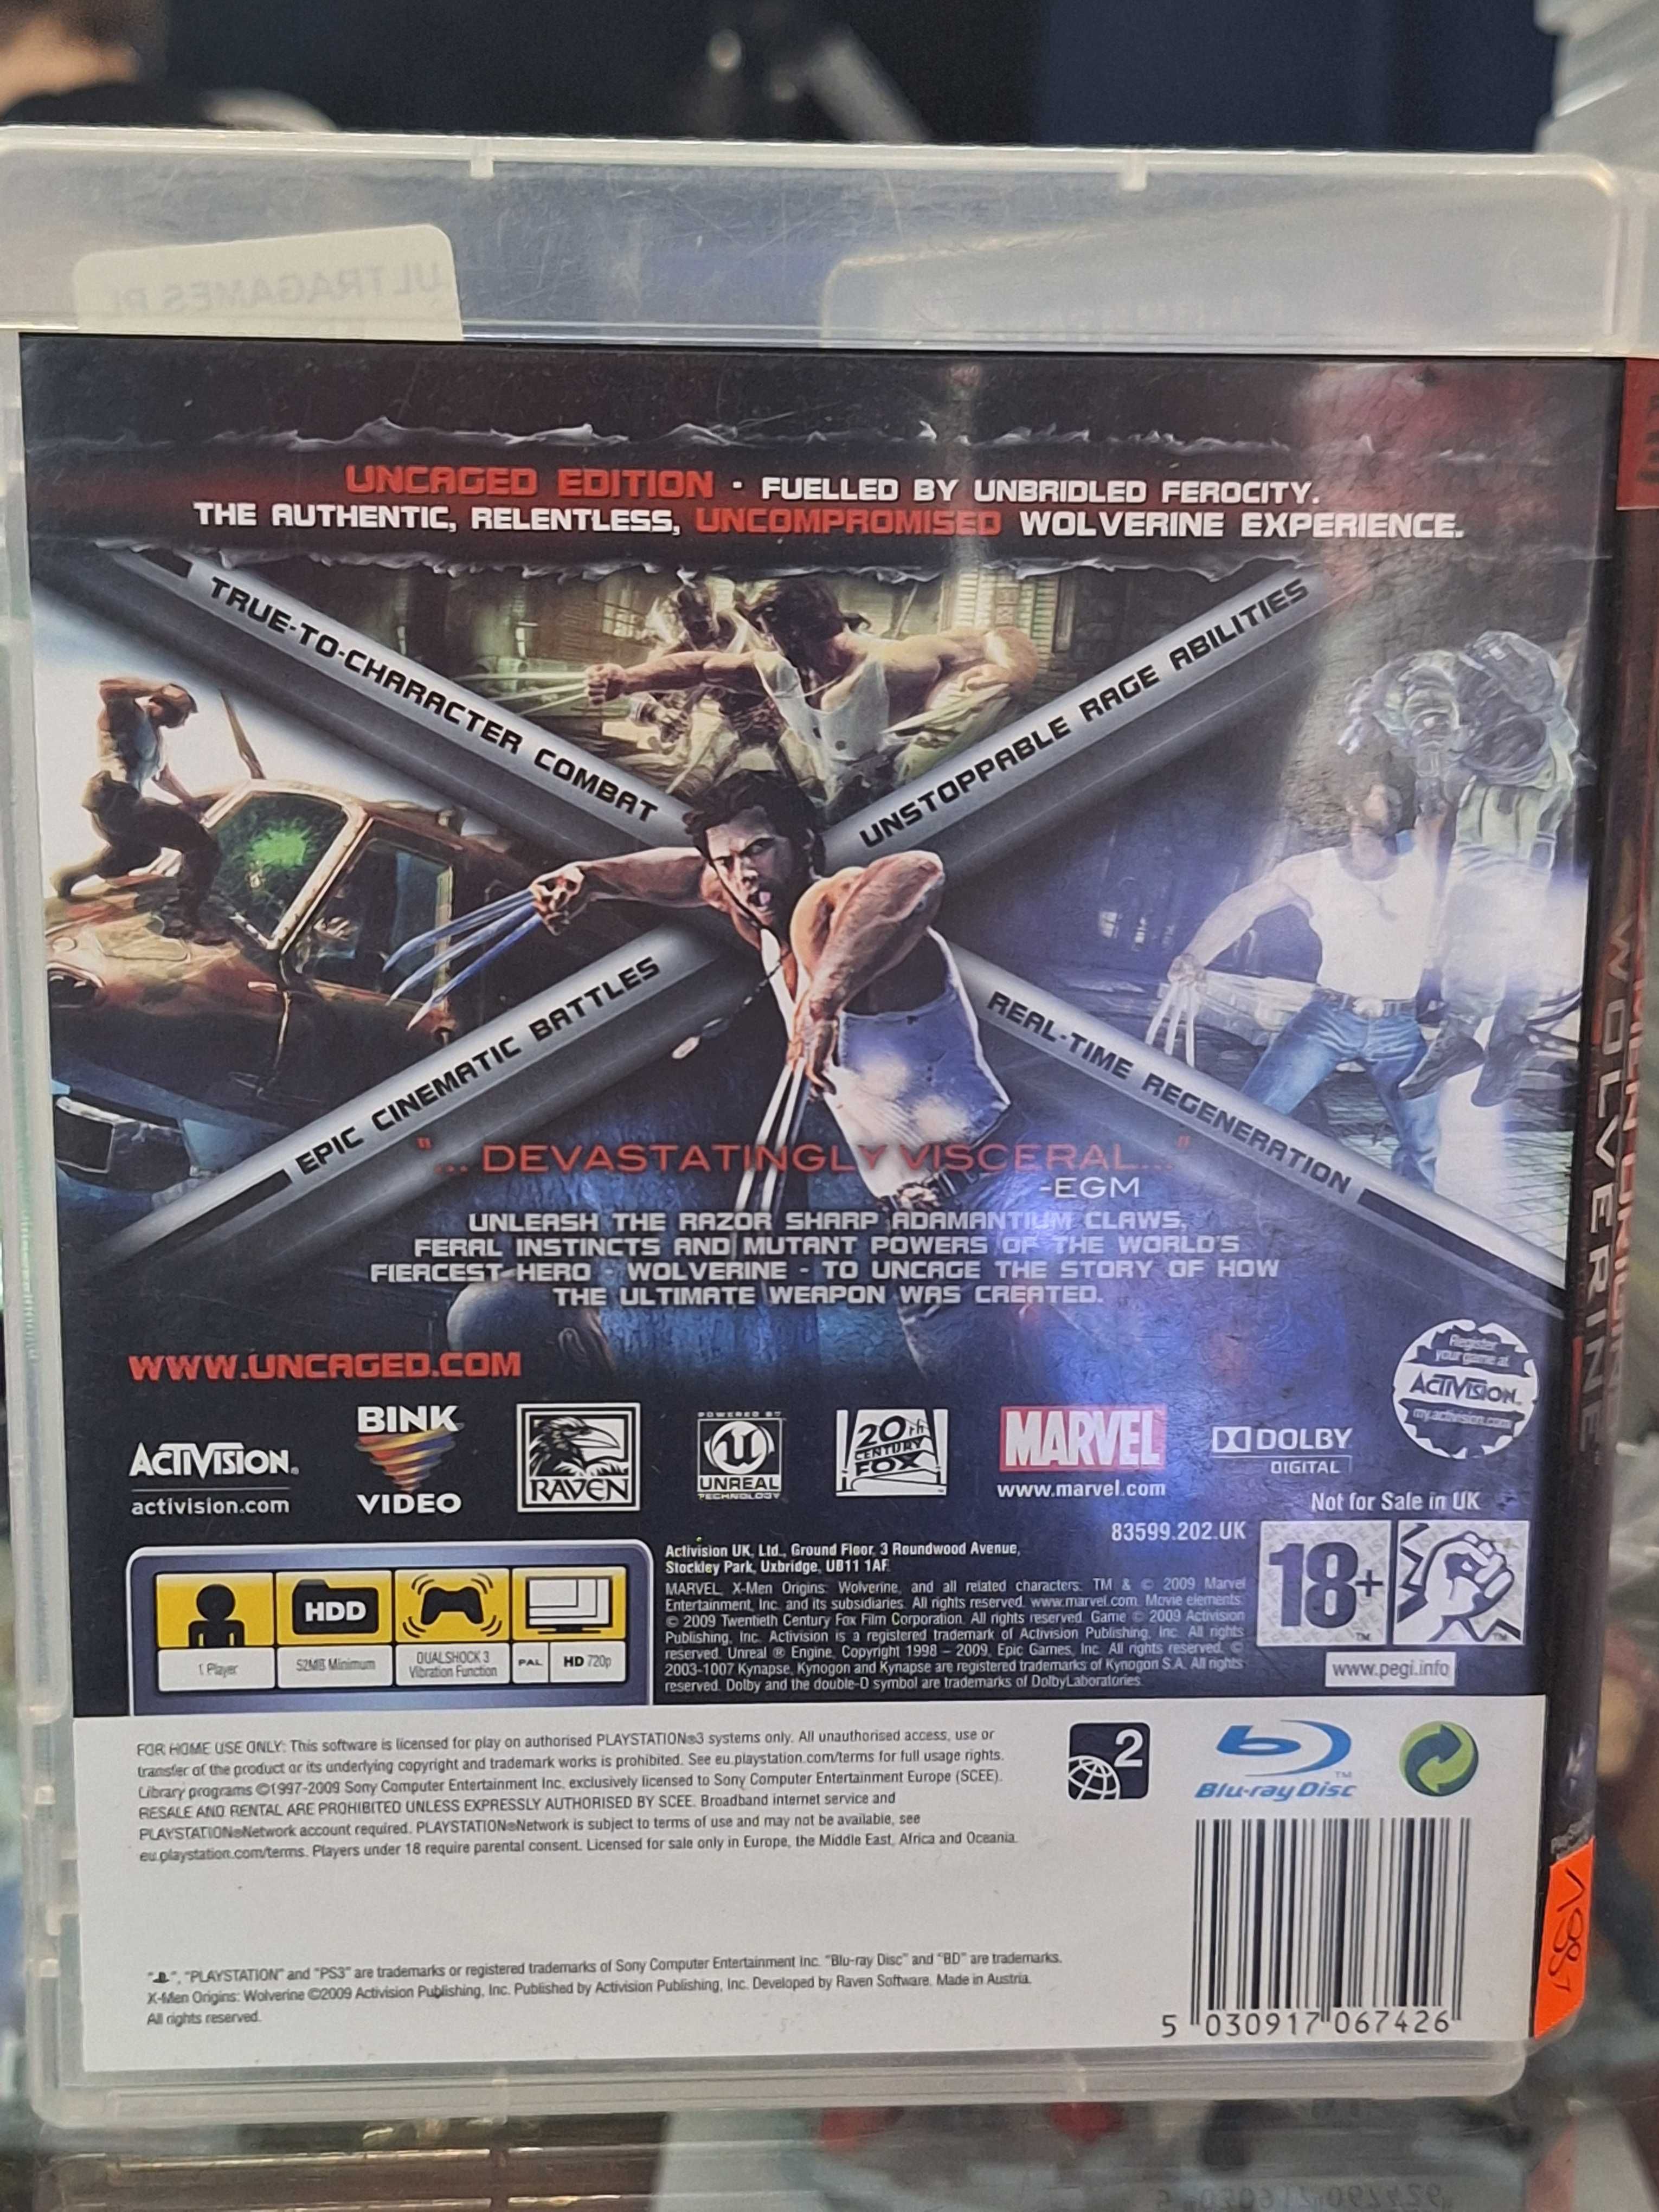 ULTRAGAMES PL
UNCAGED EDITION · FUELLED BY UNBRIDLED FEROCITY.
THE AUTHENTIC, RELENTLESS, UNCOMPROMISED WOLVERINE EXPERIENCE.
TRUE-TO-CHARACTER COMBAT
UNSTOPPABLE RAGE ABILITIES
EPIC CINEMATIC BATTLES
REAL-TIME REGENERATION
"... DEVASTATINGLY VISCERAL..."
-EGM
UNLEASH THE RAZOR SHARP ADAMANTIUM CLAWS,
FERAL INSTINCTS AND MUTANT POWERS OF THE WORLD'S
FIERCEST HERO - WOLVERINE - TO UNCAGE THE STORY OF HOW
THE ULTIMATE WEAPON WAS CREATED.
WWW.UNCAGED.COM
Register
your game at
ACTIVISION
my.activision.com
ACTIVISION®
activision.com
BINK
VIDEO
RAVEN
POWERED BY
UNREAL
TECHNOLOGY
20th
CENTURY
FOX
MARVEL
www.marvel.com
DOLBY
DIGITAL
Not for Sale in UK
83599.202.UK
Activision UK, Ltd., Ground Floor, 3 Roundwood Avenue,
Stockley Park, Uxbridge, UB11 1AF.
MARVEL, X-Men Origins: Wolverine, and all related characters: TM & © 2009 Marvel
Entertainment, Inc. and its subsidiaries. All rights reserved. www.marvel.com. Movie elements:
© 2009 Twentieth Century Fox Film Corporation. All rights reserved. Game © 2009 Activision
Publishing, Inc. Activision is a registered trademark of Activision Publishing, Inc. All rights
reserved. Unreal ® Engine, Copyright 1998 – 2009, Epic Games, Inc. All rights reserved. ©
2003-1007 Kynapse, Kynogon and Kynapse are registered trademarks of Kynogon S.A. All rights
reserved. Dolby and the double-D symbol are trademarks of DolbyLaboratories.
18+
www.pegi.info
HDD
1 Player
52MB Minimum
DUALSHOCK 3
Vibration Function
PAL
HD 720p
FOR HOME USE ONLY: This software is licensed for play on authorised PLAYSTATION®3 systems only. All unauthorised access, use or
transfer of the product or its underlying copyright and trademark works is prohibited. See eu.playstation.com/terms for full usage rights.
Library programs ©1997-2009 Sony Computer Entertainment Inc. exclusively licensed to Sony Computer Entertainment Europe (SCEE).
RESALE AND RENTAL ARE PROHIBITED UNLESS EXPRESSLY AUTHORISED BY SCEE. Broadband internet service and
PLAYSTATION®Network account required. PLAYSTATION®Network is subject to terms of use and may not be available, see
eu.playstation.com/terms. Players under 18 require parental consent. Licensed for sale only in Europe, the Middle East, Africa and Oceania.
2
Blu-ray Disc
"", "PLAYSTATION" and "PS3" are trademarks or registered trademarks of Sony Computer Entertainment Inc. "Blu-ray Disc" and "BD" are trademarks.
X-Men Origins: Wolverine ©2009 Activision Publishing, Inc. Published by Activision Publishing, Inc. Developed by Raven Software. Made in Austria.
All rights reserved.
5 030917 067426
WOLVERINE